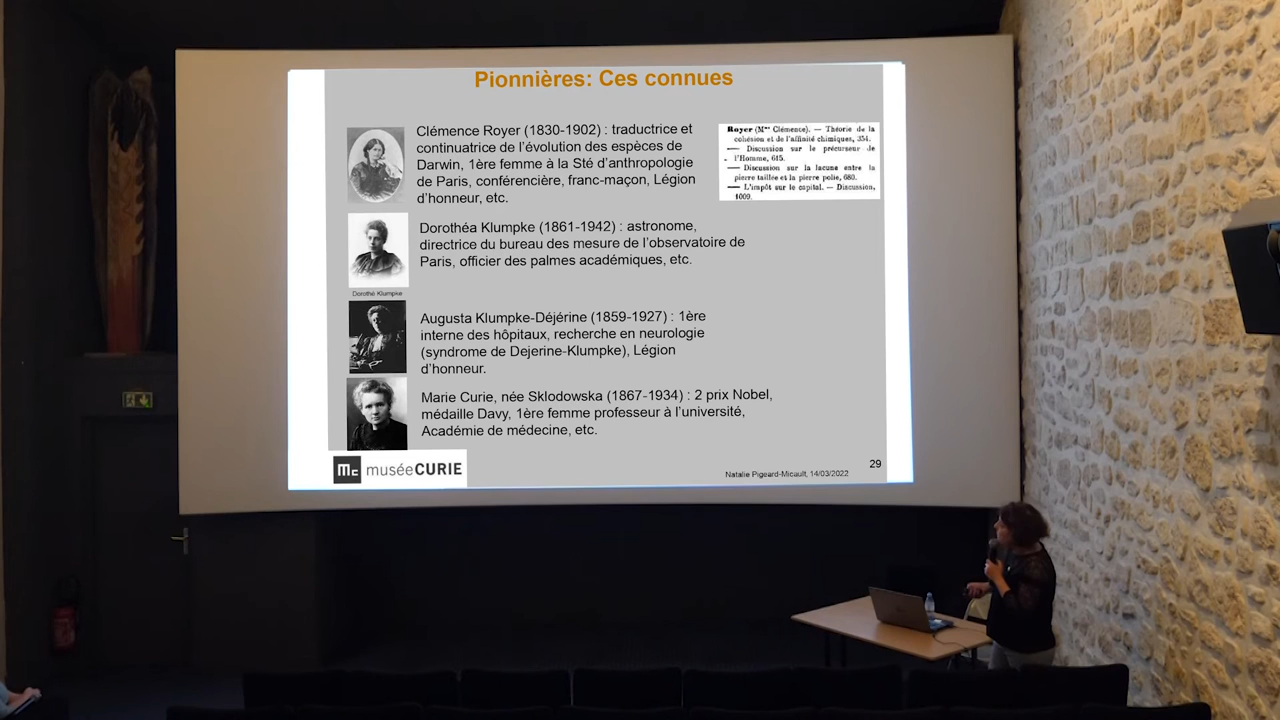 Pionnières: Ces connues
Clémence Royer (1830-1902) : traductrice et
continuatrice de l'évolution des espèces de
Darwin, 1ère femme à la Sté d'anthropologie
de Paris, conférencière, franc-maçon, Légion
d'honneur, etc.
Royer (Mme Clémence). — Théorie de la
cohésion et de l'affinité chimiques, 334.
— Discussion sur le précurseur de
l'Homme, 615.
— Discussion sur la lacune entre la
pierre taillée et la pierre polie, 680.
— L'impôt sur le capital. — Discussion,
1009.
Dorothéa Klumpke (1861-1942) : astronome,
directrice du bureau des mesure de l'observatoire de
Paris, officier des palmes académiques, etc.
Dorothé Klumpke
Augusta Klumpke-Déjérine (1859-1927) : 1ère
interne des hôpitaux, recherche en neurologie
(syndrome de Dejerine-Klumpke), Légion
d'honneur.
Marie Curie, née Sklodowska (1867-1934) : 2 prix Nobel,
médaille Davy, 1ère femme professeur à l'université,
Académie de médecine, etc.
Mc muséeCURIE
Natalie Pigeard-Micault, 14/03/2022
29